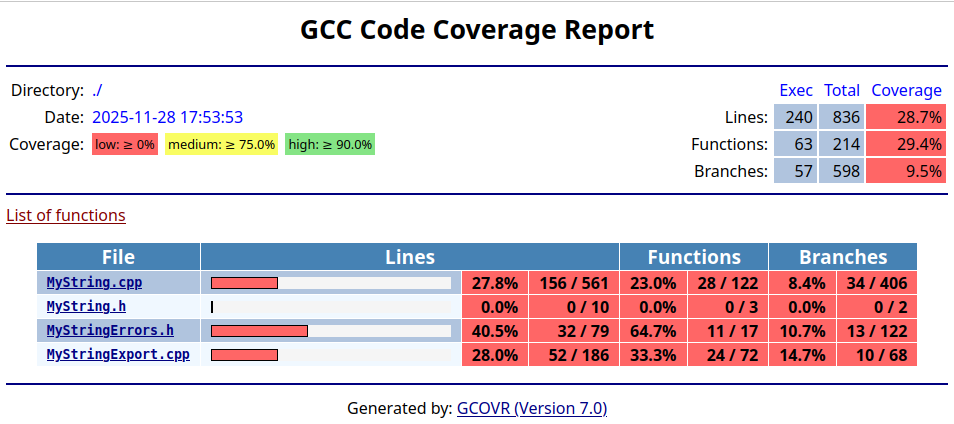 GCC Code Coverage Report
Directory: ./
Date: 2025-11-28 17:53:53
Coverage: low: ≥ 0% medium: ≥ 75.0% high: ≥ 90.0%
Exec Total Coverage
Lines: 240 836 28.7%
Functions: 63 214 29.4%
Branches: 57 598 9.5%
List of functions
File Lines Functions Branches
MyString.cpp 27.8% 156 / 561 23.0% 28 / 122 8.4% 34 / 406
MyString.h 0.0% 0 / 10 0.0% 0 / 3 0.0% 0 / 2
MyStringErrors.h 40.5% 32 / 79 64.7% 11 / 17 10.7% 13 / 122
MyStringExport.cpp 28.0% 52 / 186 33.3% 24 / 72 14.7% 10 / 68
Generated by: GCOVR (Version 7.0)